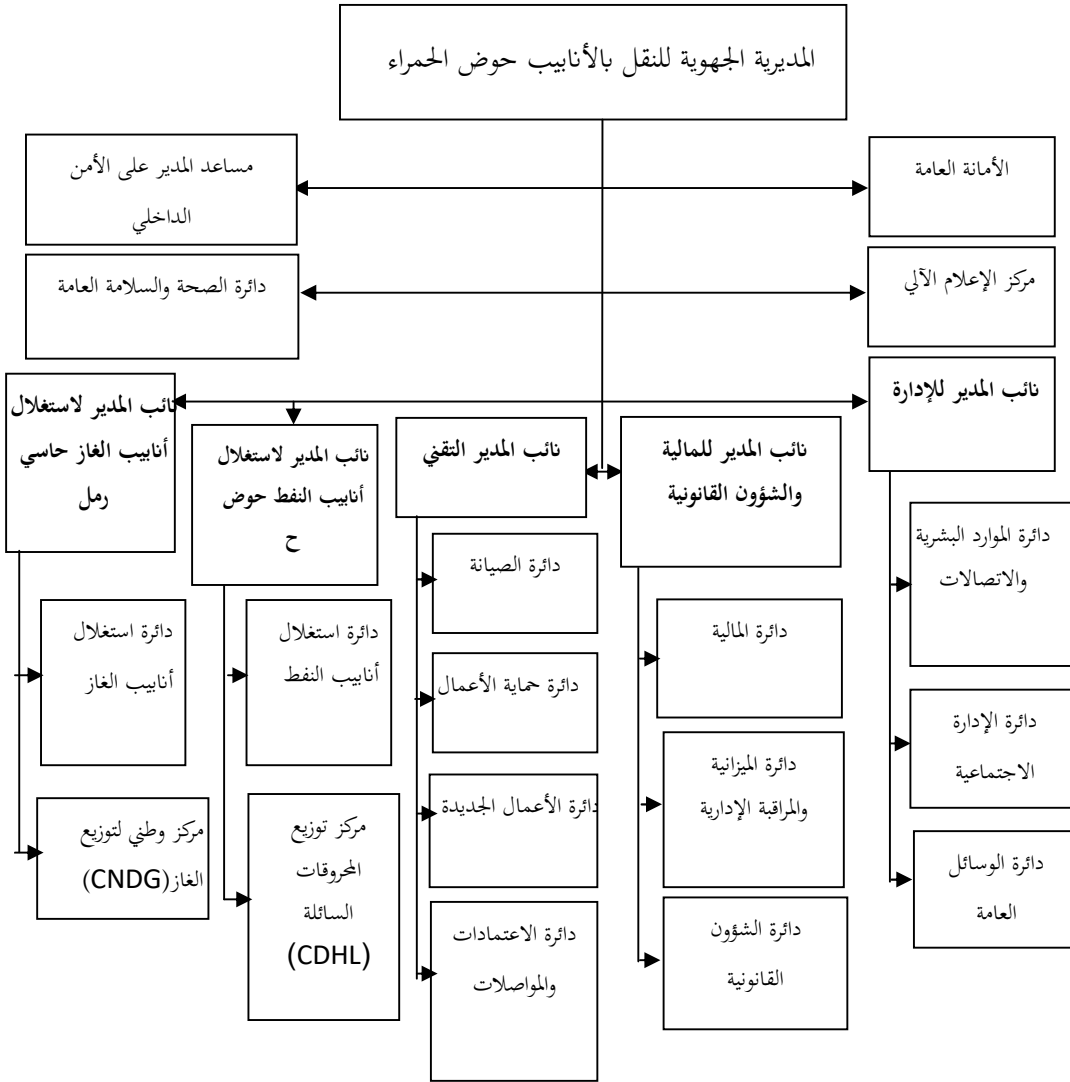 المديرية الجهوية للنقل بالأنابيب حوض الحمراء
الأمانة العامة
مساعد المدير على الأمن
الداخلي
مركز الإعلام الآلي
دائرة الصحة والسلامة العامة
نائب المدير للإدارة
نائب المدير للمالية
والشؤون القانونية
نائب المدير التقني
نائب المدير لاستغلال
أنابيب النفط حوض
ح
نائب المدير لاستغلال
أنابيب الغاز حاسي
رمل
دائرة الموارد البشرية
والاتصالات
دائرة الإدارة
الاجتماعية
دائرة الوسائل
العامة
دائرة المالية
دائرة الميزانية
والمراقبة الإدارية
دائرة الشؤون
القانونية
دائرة الصيانة
دائرة حماية الأعمال
دائرة الأعمال الجديدة
دائرة الاعتمادات
والمواصلات
دائرة استغلال
أنابيب النفط
مركز توزيع
المحروقات
السائلة
(CDHL)
دائرة استغلال
أنابيب الغاز
مركز وطني لتوزيع
الغاز(CNDG)